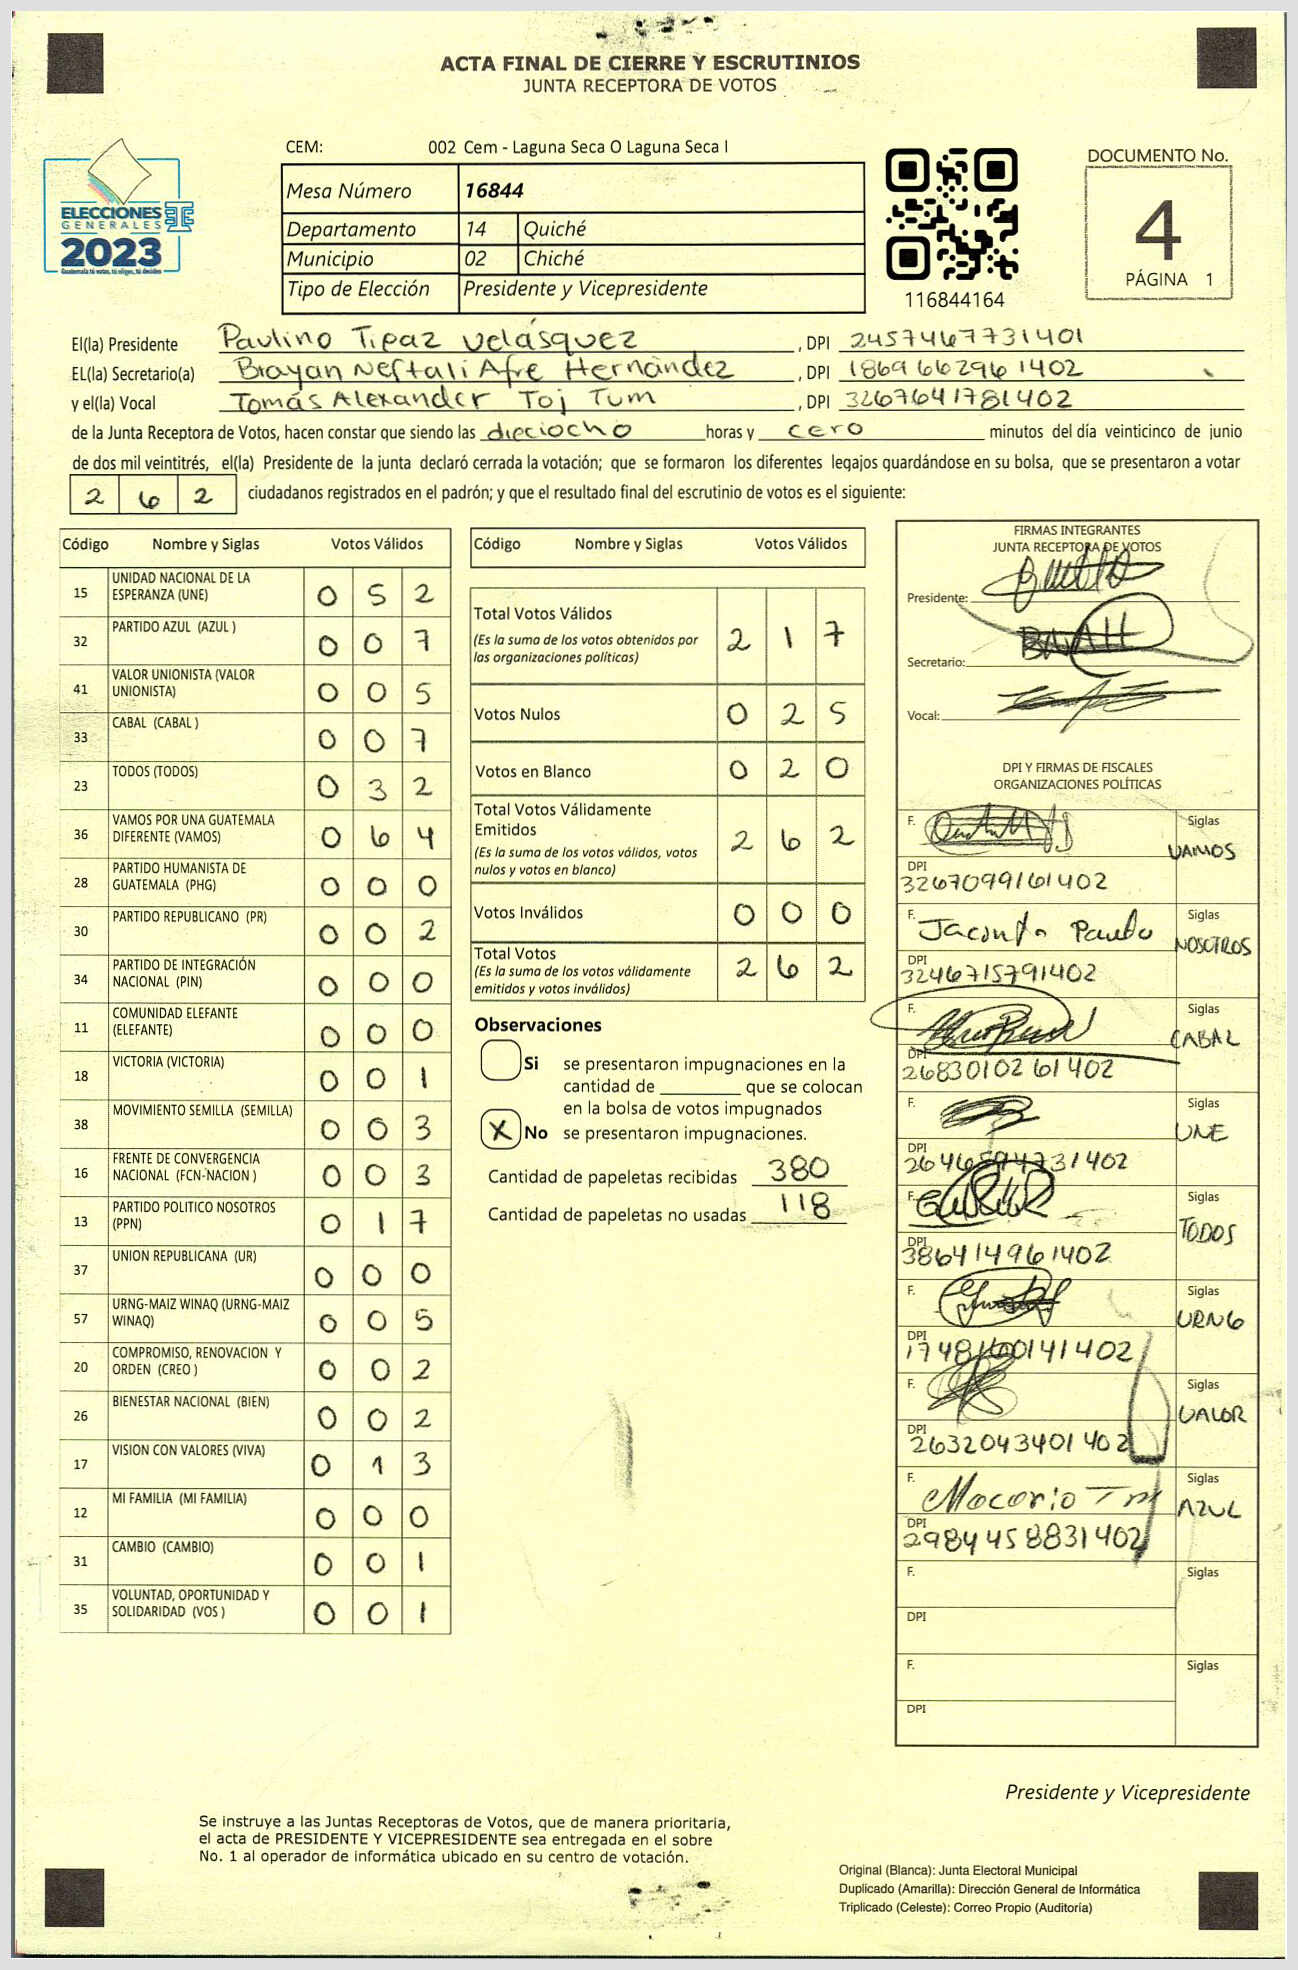 ACTA FINAL DE CIERRE Y ESCRUTINIOS
JUNTA RECEPTORA DE VOTOS
ELECCIONES
GENERALES
2023
Guatemala tú votas, tú eliges, tú decides
CEM: 002 Cem - Laguna Seca O Laguna Seca I
Mesa Número 16844
Departamento 14 Quiché
Municipio 02 Chiché
Tipo de Elección Presidente y Vicepresidente
116844164
DOCUMENTO No.
4
PÁGINA 1
El(la) Presidente Paulino Tipaz Velásquez, DPI 2457467731401
EL(la) Secretario(a) Brayan Neftali Afre Hernández, DPI 1869662961402
y el(la) Vocal Tomás Alexander Toj Tum, DPI 3267641781402
de la Junta Receptora de Votos, hacen constar que siendo las dieciocho horas y cero minutos del día veinticinco de junio
de dos mil veintitrés, el(la) Presidente de la junta declaró cerrada la votación; que se formaron los diferentes legajos guardándose en su bolsa, que se presentaron a votar
2 6 2 ciudadanos registrados en el padrón; y que el resultado final del escrutinio de votos es el siguiente:
Código Nombre y Siglas Votos Válidos
15 UNIDAD NACIONAL DE LA
ESPERANZA (UNE) 0 5 2
32 PARTIDO AZUL (AZUL ) 0 0 7
41 VALOR UNIONISTA (VALOR
UNIONISTA) 0 0 5
33 CABAL (CABAL ) 0 0 7
23 TODOS (TODOS) 0 3 2
36 VAMOS POR UNA GUATEMALA
DIFERENTE (VAMOS) 0 6 4
28 PARTIDO HUMANISTA DE
GUATEMALA (PHG) 0 0 0
30 PARTIDO REPUBLICANO (PR) 0 0 2
34 PARTIDO DE INTEGRACIÓN
NACIONAL (PIN) 0 0 0
11 COMUNIDAD ELEFANTE
(ELEFANTE) 0 0 0
18 VICTORIA (VICTORIA) 0 0 1
38 MOVIMIENTO SEMILLA (SEMILLA) 0 0 3
16 FRENTE DE CONVERGENCIA
NACIONAL (FCN-NACION ) 0 0 3
13 PARTIDO POLITICO NOSOTROS
(PPN) 0 1 7
37 UNION REPUBLICANA (UR) 0 0 0
57 URNG-MAIZ WINAQ (URNG-MAIZ
WINAQ) 0 0 5
20 COMPROMISO, RENOVACION Y
ORDEN (CREO ) 0 0 2
26 BIENESTAR NACIONAL (BIEN) 0 0 2
17 VISION CON VALORES (VIVA) 0 1 3
12 MI FAMILIA (MI FAMILIA) 0 0 0
31 CAMBIO (CAMBIO) 0 0 1
35 VOLUNTAD, OPORTUNIDAD Y
SOLIDARIDAD (VOS ) 0 0 1
Código Nombre y Siglas Votos Válidos
Total Votos Válidos
(Es la suma de los votos obtenidos por
las organizaciones políticas) 2 1 7
Votos Nulos 0 2 5
Votos en Blanco 0 2 0
Total Votos Válidamente
Emitidos
(Es la suma de los votos válidos, votos
nulos y votos en blanco) 2 6 2
Votos Inválidos 0 0 0
Total Votos
(Es la suma de los votos válidamente
emitidos y votos inválidos) 2 6 2
Observaciones
Si se presentaron impugnaciones en la
cantidad de ________ que se colocan
en la bolsa de votos impugnados
X No se presentaron impugnaciones.
Cantidad de papeletas recibidas 380
Cantidad de papeletas no usadas 118
FIRMAS INTEGRANTES
JUNTA RECEPTORA DE VOTOS
Presidente:
Secretario:
Vocal:
DPI Y FIRMAS DE FISCALES
ORGANIZACIONES POLÍTICAS
F. Siglas
VAMOS
DPI
3267099161402
F. Jacinto Siglas
NOSOTROS
DPI
3246715791402
F. Siglas
CABAL
DPI
2683010261402
F. Siglas
UNE
DPI
2646594731402
F. Siglas
TODOS
DPI
386414961402
F. Siglas
URNG
DPI
F. Siglas
VALOR
DPI
2632043401402
F. Macario Siglas
AZUL
DPI
2984458831402
F. Siglas
DPI
F. Siglas
DPI
Presidente y Vicepresidente
Se instruye a las Juntas Receptoras de Votos, que de manera prioritaria,
el acta de PRESIDENTE Y VICEPRESIDENTE sea entregada en el sobre
No. 1 al operador de informática ubicado en su centro de votación.
Original (Blanca): Junta Electoral Municipal
Duplicado (Amarilla): Dirección General de Informática
Triplicado (Celeste): Correo Propio (Auditoría)